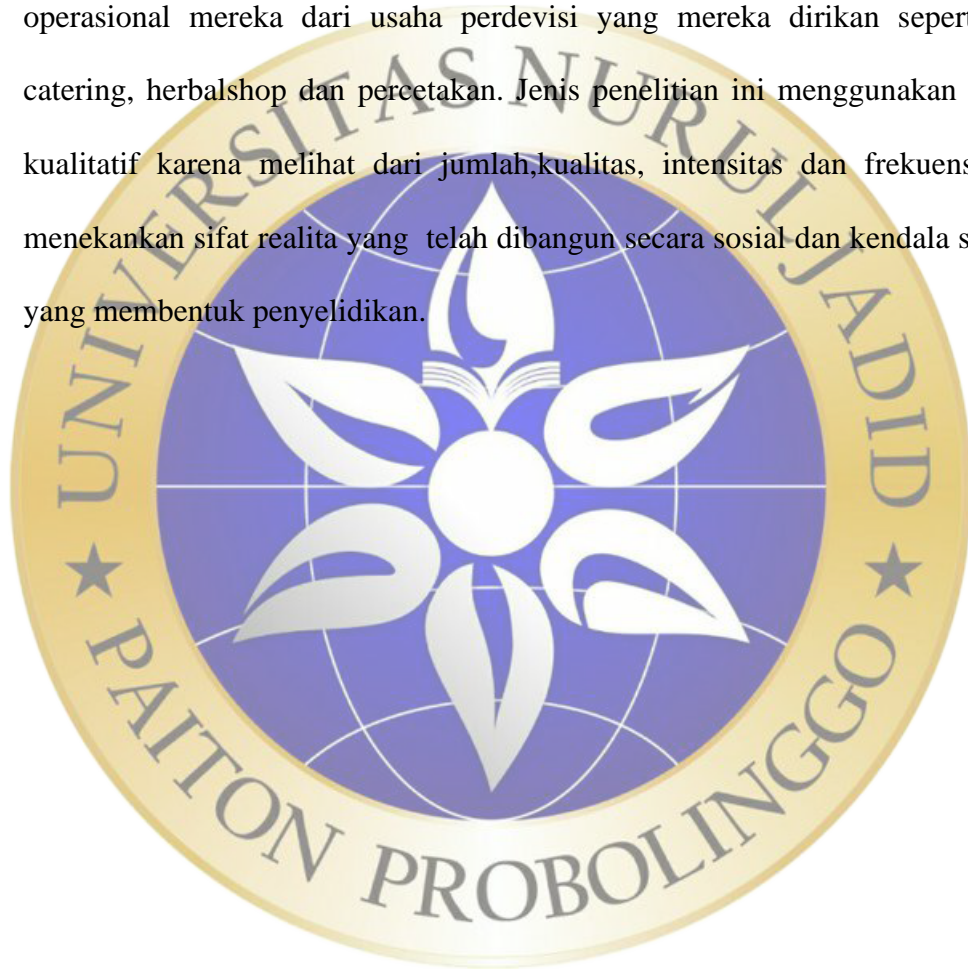 operasional mereka dari usaha perdevisi yang mereka dirikan sepert
catering, herbalshop dan percetakan. Jenis penelitian ini menggunakan
kualitatif karena melihat dari jumlah,kualitas, intensitas dan frekuens
menekankan sifat realita yang telah dibangun secara sosial dan kendala s
yang membentuk penyelidikan.
UNIVERSITAS NURUL JADID
PAITON PROBOLINGGO